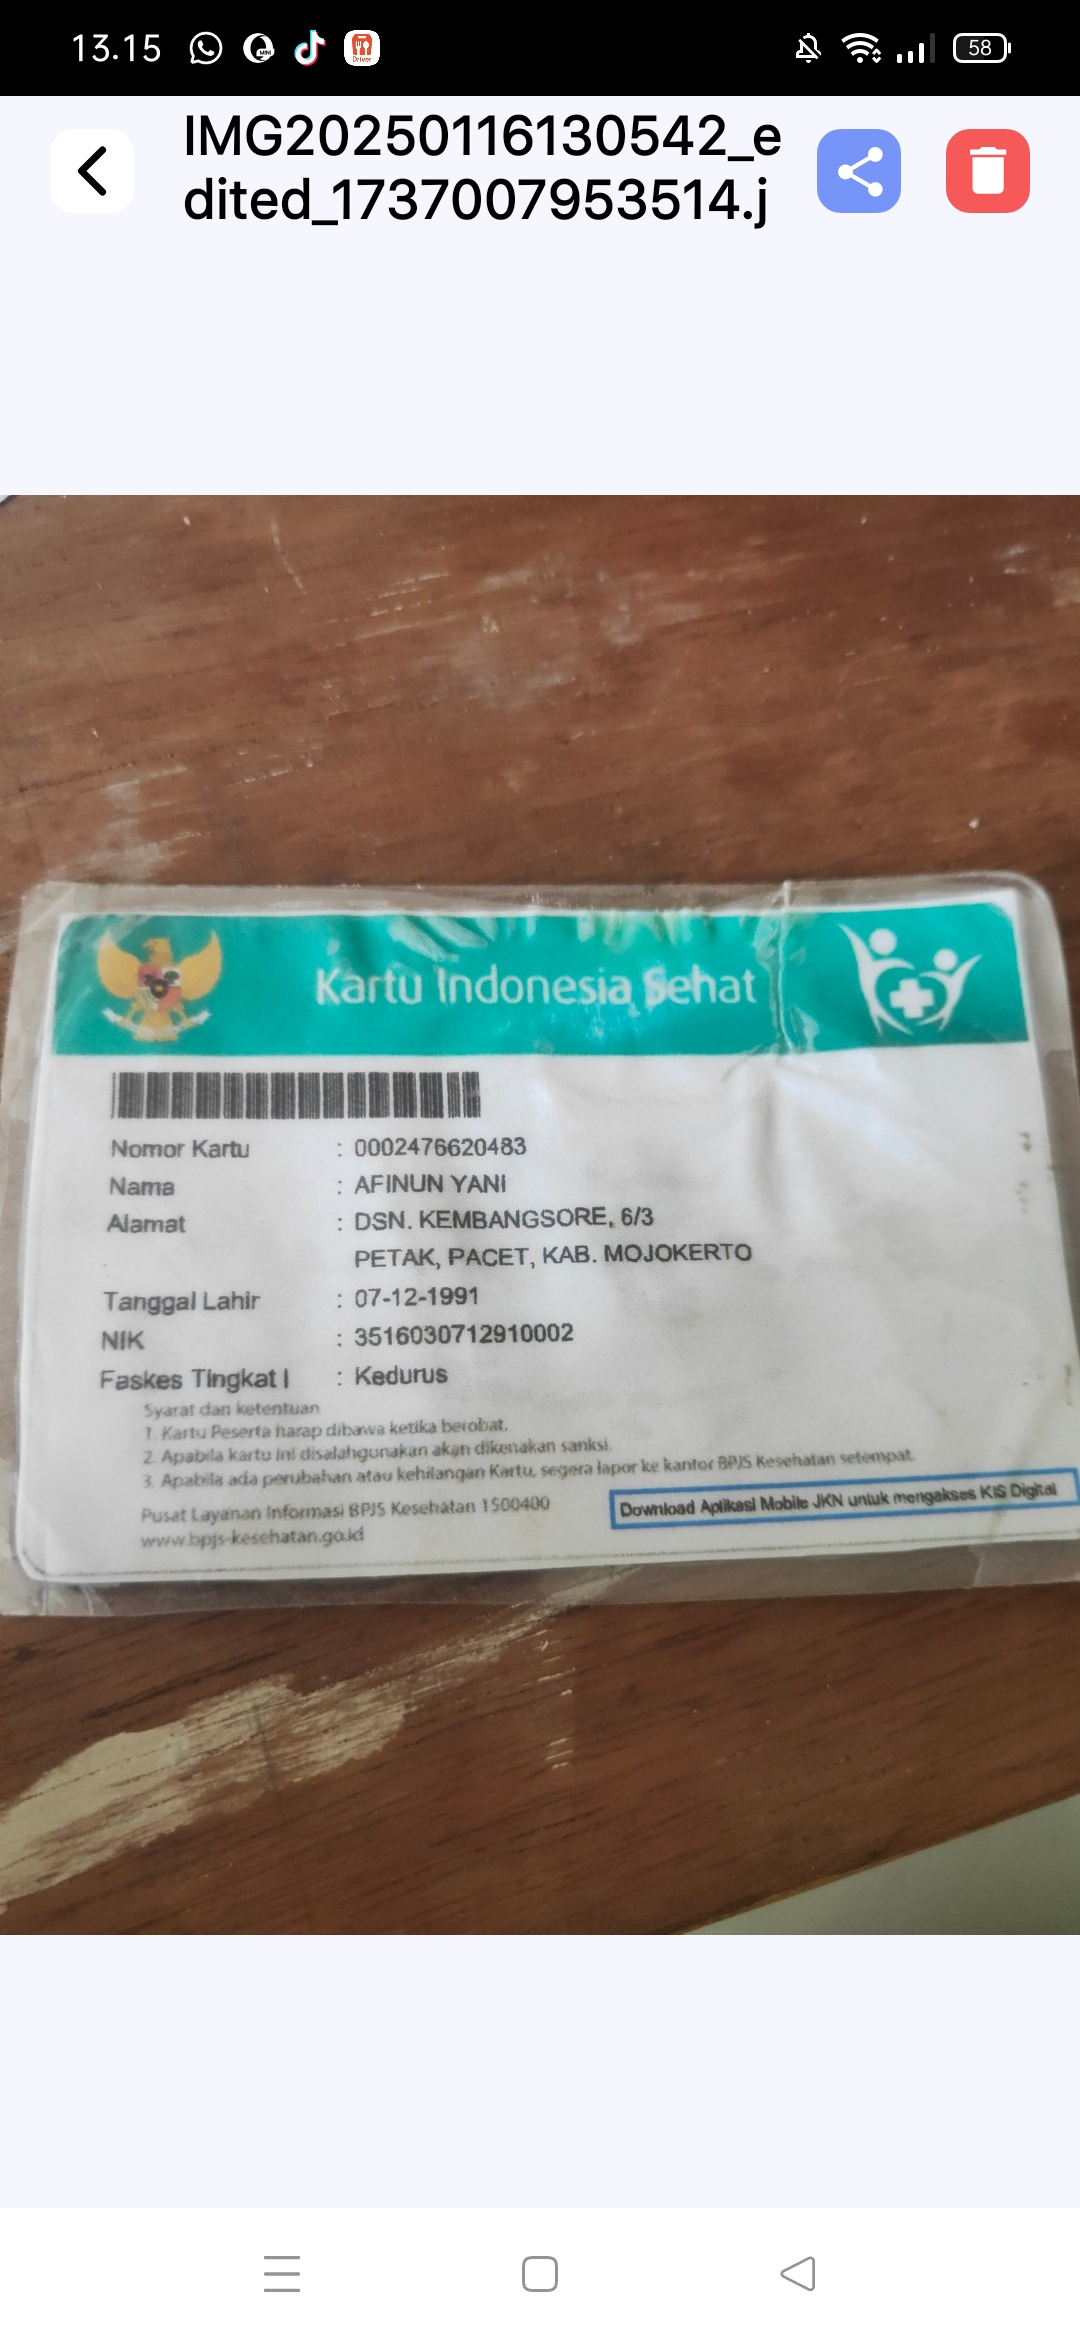 13.15
58
IMG20250116130542_e
dited_1737007953514.j
Kartu Indonesia Sehat
Nomor Kartu : 0002476620483
Nama : AFINUN YANI
Alamat : DSN. KEMBANGSORE, 6/3
PETAK, PACET, KAB. MOJOKERTO
Tanggal Lahir : 07-12-1991
NIK : 3516030712910002
Faskes Tingkat I : Kedurus
Syarat dan ketentuan
1. Kartu Peserta harap dibawa ketika berobat.
2. Apabila kartu ini disalahgunakan akan dikenakan sanksi.
3. Apabila ada perubahan atau kehilangan Kartu, segera lapor ke kantor BPJS Kesehatan setempat.
Pusat Layanan Informasi BPJS Kesehatan 1500400
www.bpjs-kesehatan.go.id
Download Aplikasi Mobile JKN untuk mengakses KIS Digital